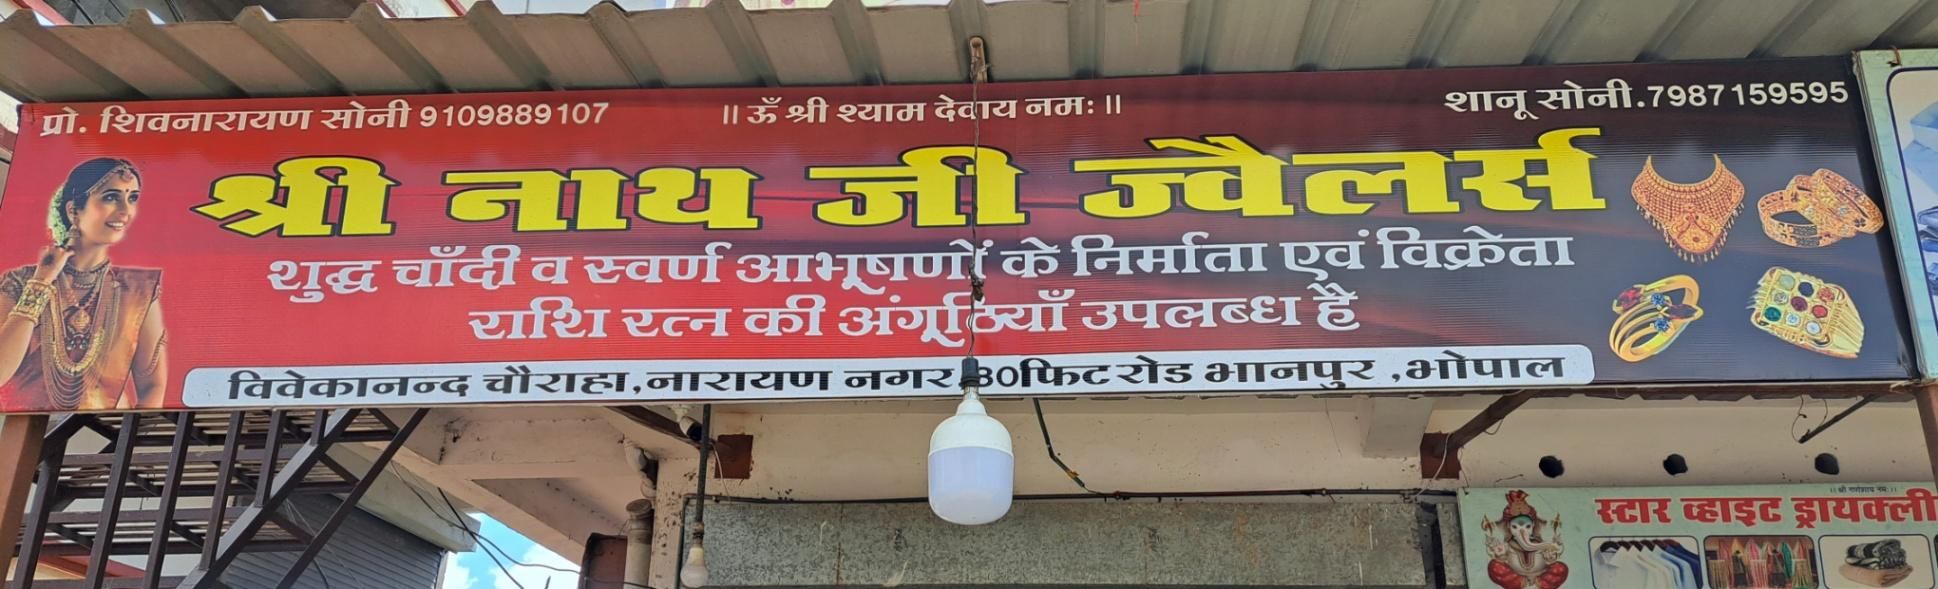 प्रो. शिवनारायण सोनी 9109889107
॥ ऊँ श्री श्याम देवाय नमः ॥
शानू सोनी.7987159595
श्री नाथ जी ज्वैलर्स
शुद्ध चाँदी व स्वर्ण आभूषणों के निर्माता एवं विक्रेता
राशि रत्न की अंगूठियाँ उपलब्ध है
विवेकानन्द चौराहा,नारायण नगर 80फिट रोड भानपुर ,भोपाल
स्टार व्हाइट ड्रायक्ली